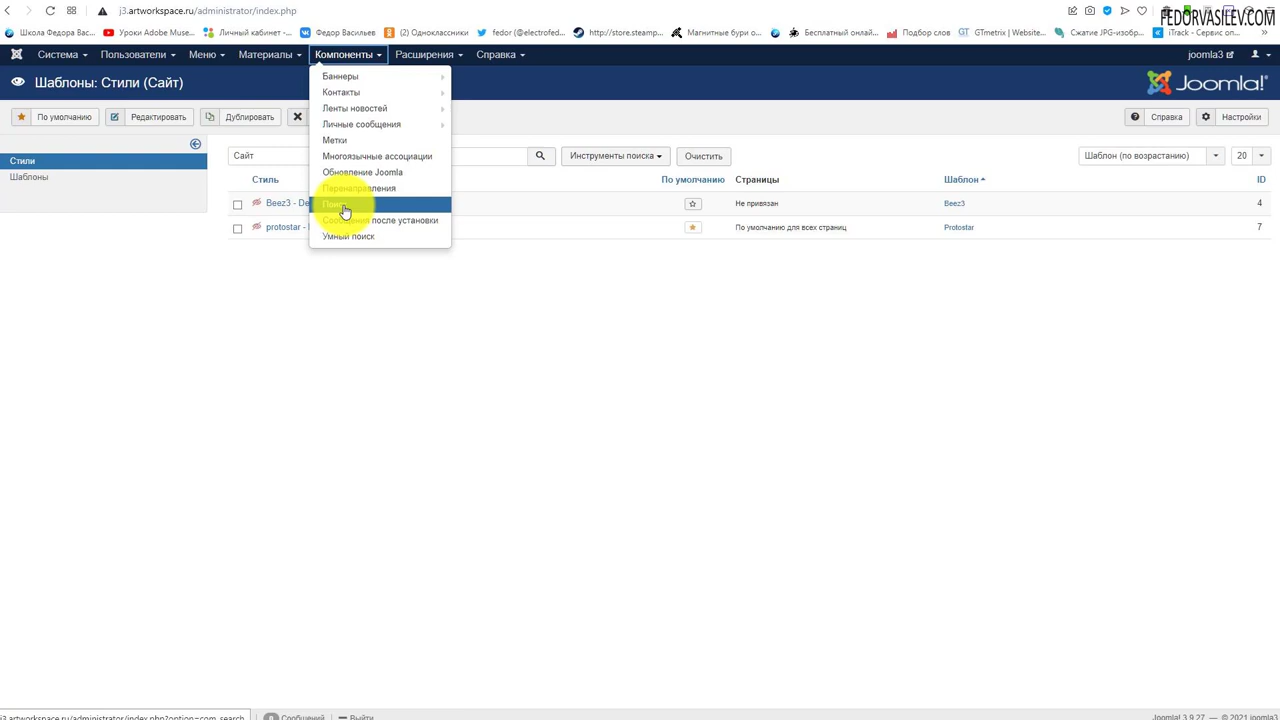 j3.artworkspace.ru/administrator/index.php
FEDORVASILEV.COM
Школа Федора Вас...
Уроки Adobe Muse...
Личный кабинет -...
Федор Васильев
(2) Одноклассники
fedor (@electrofed...
http://store.steamp...
Магнитные буры о...
Бесплатный онлай...
Подбор слов
GTmetrix | Website...
Сжатие JPG-изобр...
iTrack - Сервис оп...
Система
Пользователи
Меню
Материалы
Компоненты
Расширения
Справка
joomla3
Шаблоны: Стили (Сайт)
Joomla!
По умолчанию
Редактировать
Дублировать
Справка
Настройки
Баннеры
Контакты
Ленты новостей
Личные сообщения
Метки
Многоязычные ассоциации
Обновление Joomla
Перенаправления
Поиск
Сообщения после установки
Умный поиск
Стили
Шаблоны
Сайт
Инструменты поиска
Очистить
Шаблон (по возрастанию)
20
Стиль
По умолчанию
Страницы
Шаблон
ID
Beez3 - De
Не привязан
Beez3
4
protostar -
По умолчанию для всех страниц
Protostar
7
j3.artworkspace.ru/administrator/index.php?option=com_search
0
Сообщений
Выйти
Joomla! 3.9.27 — © 2021 joomla3